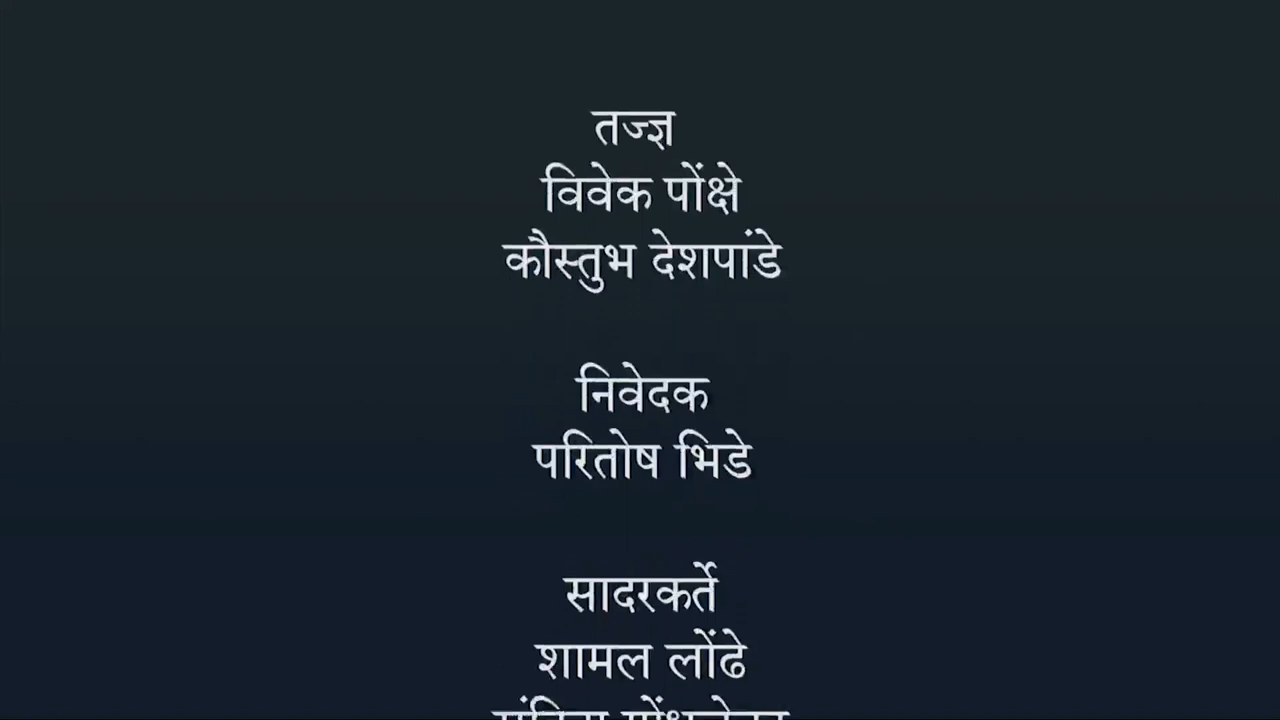 तज्ज्ञ
विवेक पोंक्षे
कौस्तुभ देशपांडे
निवेदक
परितोष भिडे
सादरकर्ते
शामल लोंढे